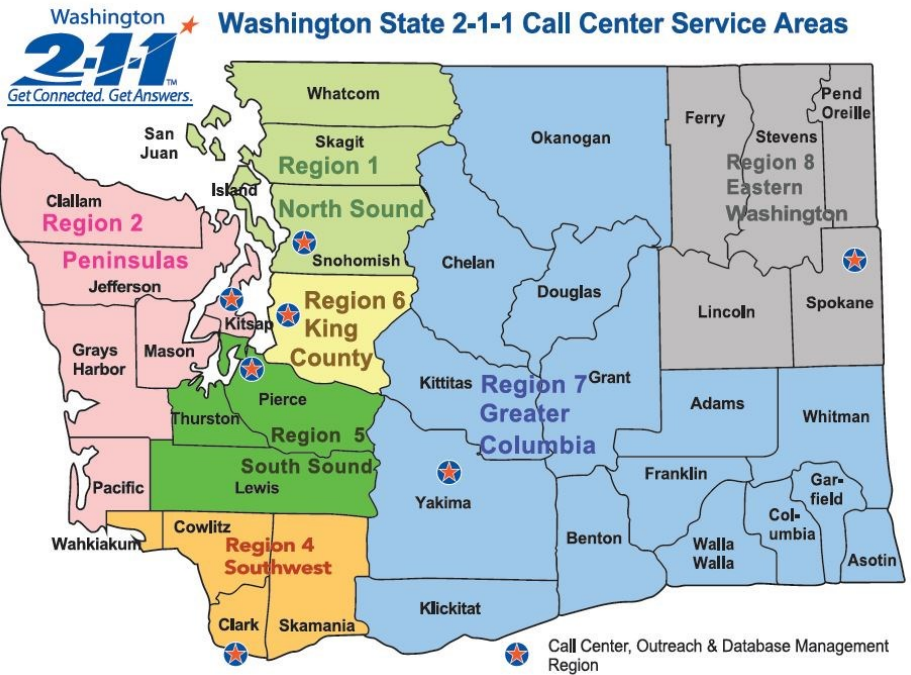 Washington
2-1-1
TM
Get Connected. Get Answers.
Washington State 2-1-1 Call Center Service Areas
Whatcom
San
Juan
Skagit
Region 1
Island
North Sound
Snohomish
Clallam
Region 2
Peninsulas
Jefferson
Kitsap
Grays
Harbor
Mason
Region 6
King
County
Thurston
Pierce
Region 5
South Sound
Lewis
Pacific
Wahkiakum
Cowlitz
Region 4
Southwest
Clark
Skamania
Okanogan
Chelan
Douglas
Kittitas
Region 7
Greater
Columbia
Grant
Adams
Whitman
Yakima
Franklin
Benton
Walla
Walla
Col-
umbia
Gar-
field
Asotin
Klickitat
Ferry
Stevens
Pend
Oreille
Region 8
Eastern
Washington
Lincoln
Spokane
Call Center, Outreach & Database Management
Region